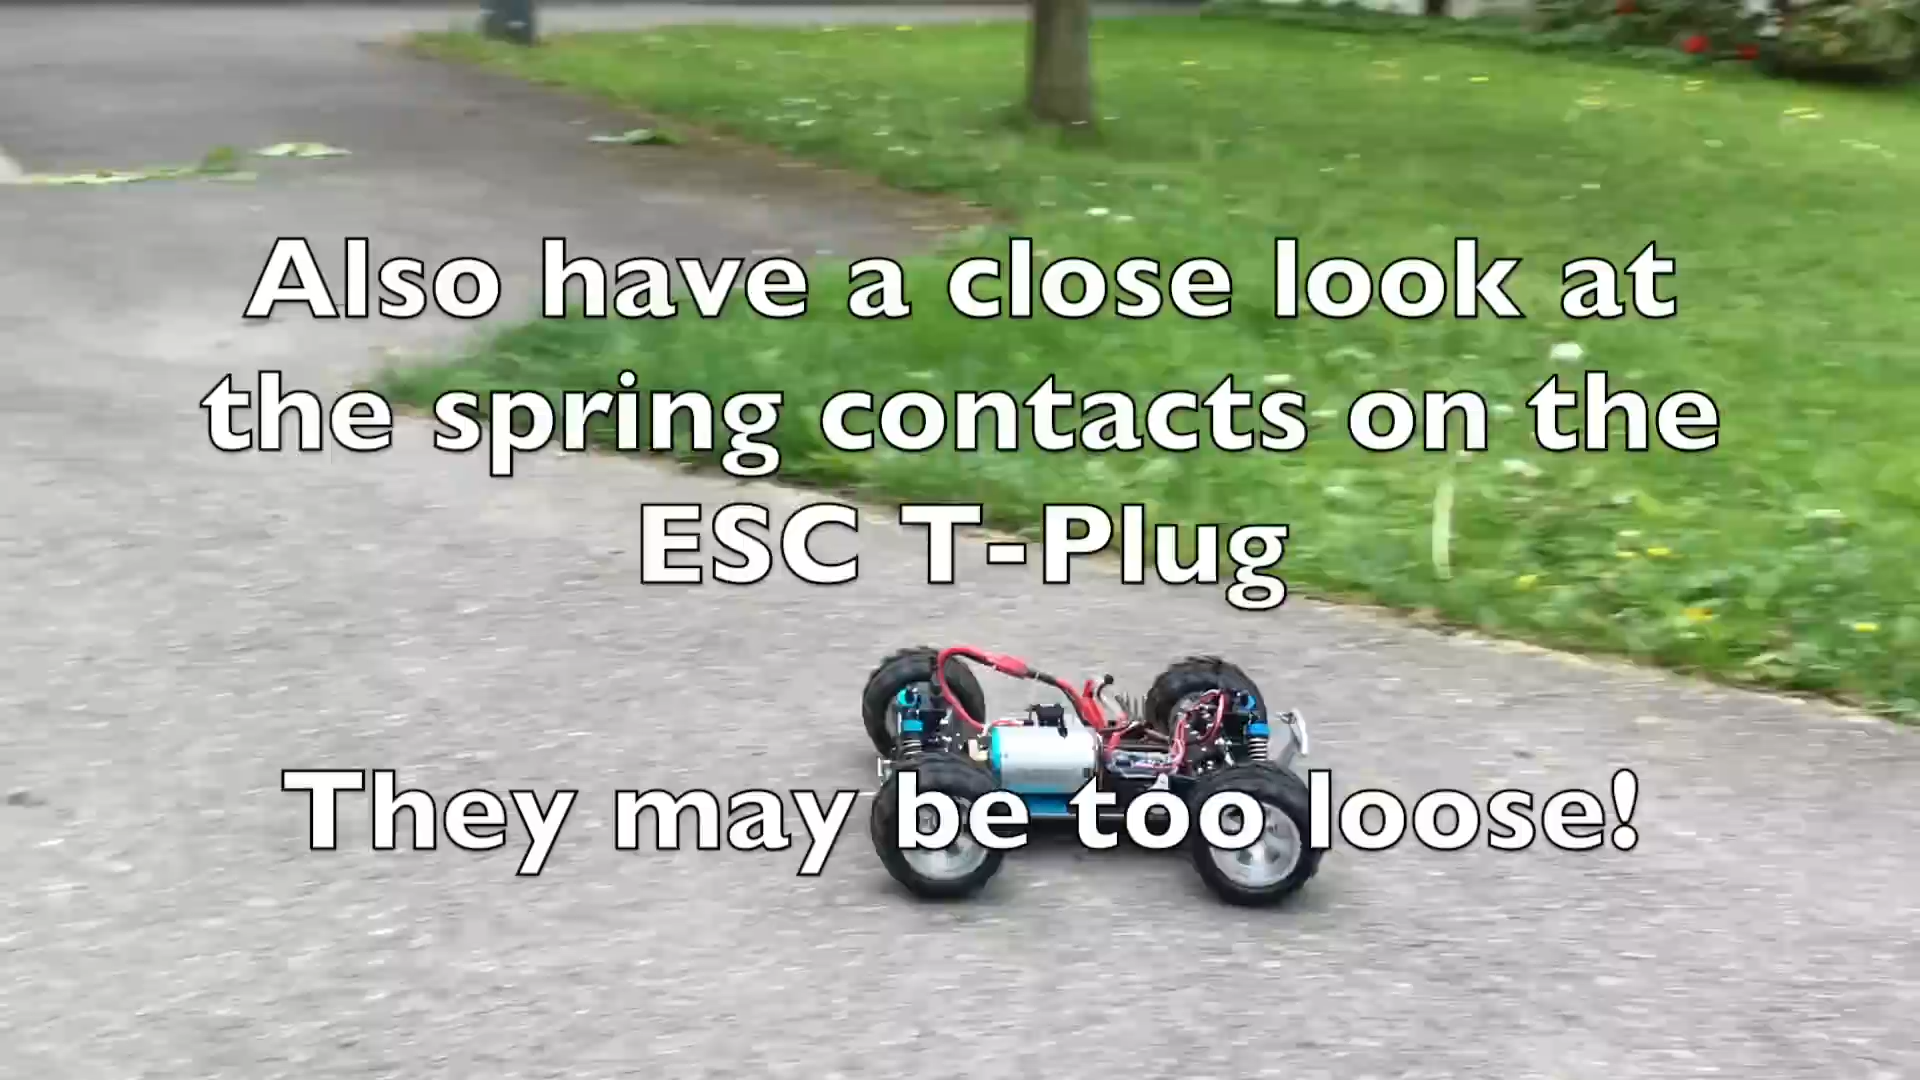 Also have a close look at
the spring contacts on the
ESC T-Plug
They may be too loose!